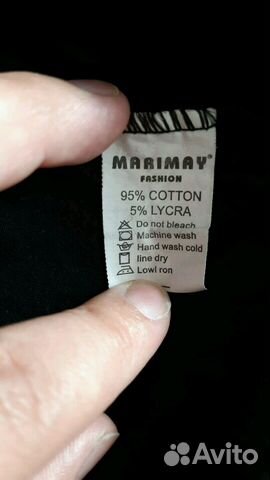 MARIMAY®
FASHION
95% COTTON
5% LYCRA
Do not bleach
Machine wash
Hand wash cold
line dry
Lowl ron
Avito